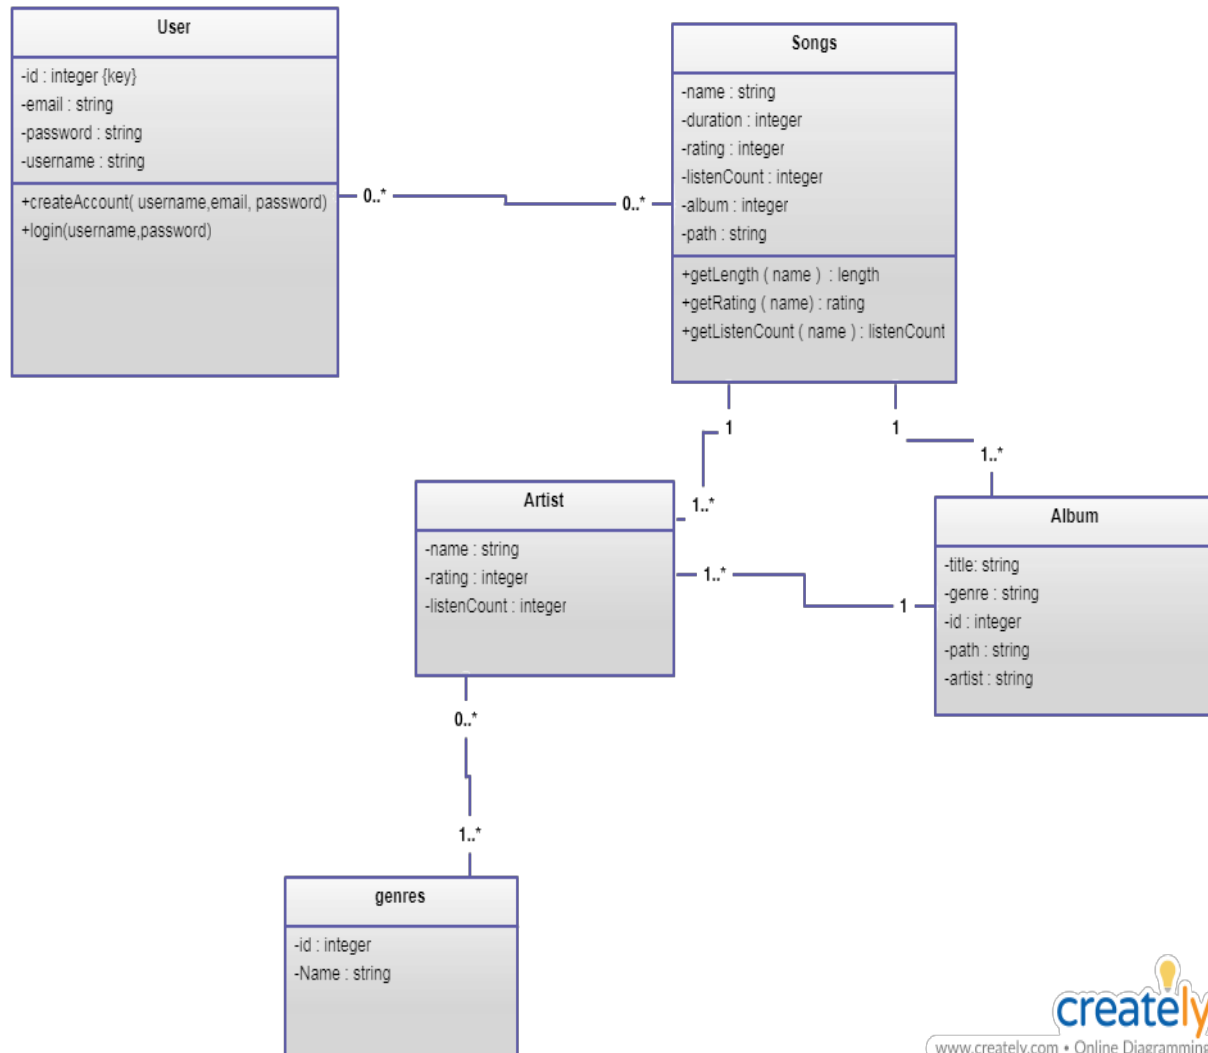 User
-id : integer {key}
-email : string
-password : string
-username : string
+createAccount( username,email, password)
+login(username,password)
0..*
0..*
Songs
-name : string
-duration : integer
-rating : integer
-listenCount : integer
-album : integer
-path : string
+getLength ( name )  : length
+getRating ( name) : rating
+getListenCount ( name ) : listenCount
1
1
1..*
1..*
Artist
-name : string
-rating : integer
-listenCount : integer
1..*
1
Album
-title: string
-genre : string
-id : integer
-path : string
-artist : string
0..*
1..*
genres
-id : integer
-Name : string
creately
www.creately.com • Online Diagramming